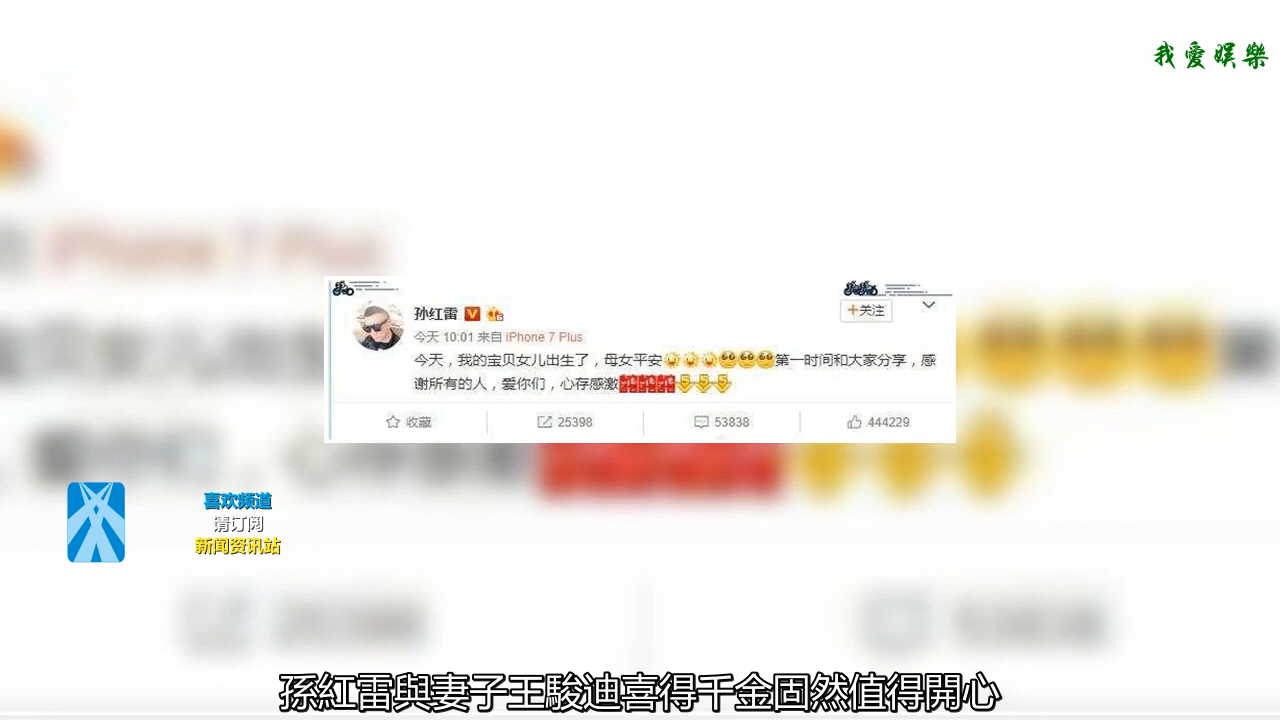 我愛娱樂
孙红雷
今天 10:01 来自 iPhone 7 Plus
+关注
今天，我的宝贝女儿出生了，母女平安第一时间和大家分享，感
谢所有的人，爱你们，心存感激
收藏
25398
53838
444229
喜欢频道
请订阅
新闻资讯站
孫紅雷與妻子王駿迪喜得千金固然值得開心